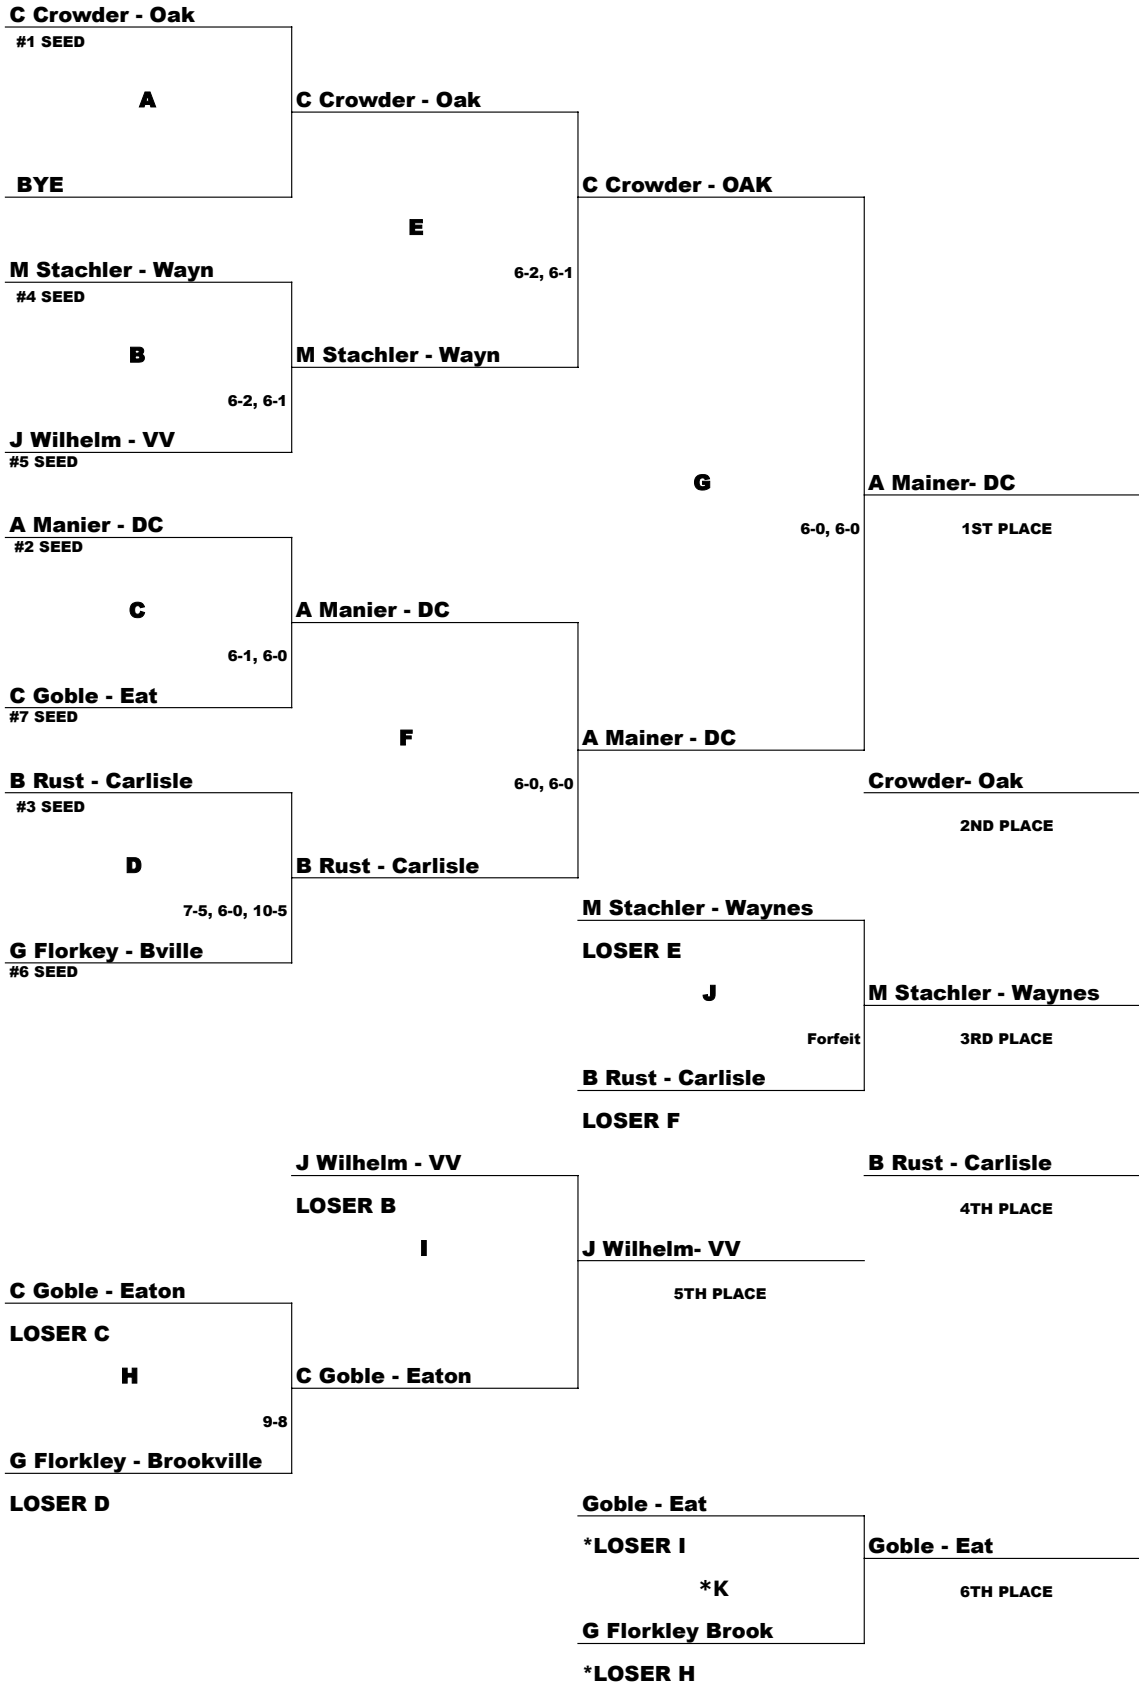 C Crowder - Oak
#1 SEED
A
C Crowder - Oak
BYE
C Crowder - OAK
E
M Stachler - Wayn
6-2, 6-1
#4 SEED
B
M Stachler - Wayn
6-2, 6-1
J Wilhelm - VV
#5 SEED
G
A Mainer- DC
A Manier - DC
6-0, 6-0
1ST PLACE
#2 SEED
C
A Manier - DC
6-1, 6-0
C Goble - Eat
#7 SEED
F
A Mainer - DC
B Rust - Carlisle
6-0, 6-0
Crowder- Oak
#3 SEED
2ND PLACE
D
B Rust - Carlisle
7-5, 6-0, 10-5
M Stachler - Waynes
G Florkey - Bville
LOSER E
#6 SEED
J
M Stachler - Waynes
Forfeit
3RD PLACE
B Rust - Carlisle
LOSER F
J Wilhelm - VV
B Rust - Carlisle
LOSER B
4TH PLACE
I
J Wilhelm- VV
C Goble - Eaton
5TH PLACE
LOSER C
H
C Goble - Eaton
9-8
G Florkley - Brookville
LOSER D
Goble - Eat
*LOSER I
Goble - Eat
*K
6TH PLACE
G Florkley Brook
*LOSER H